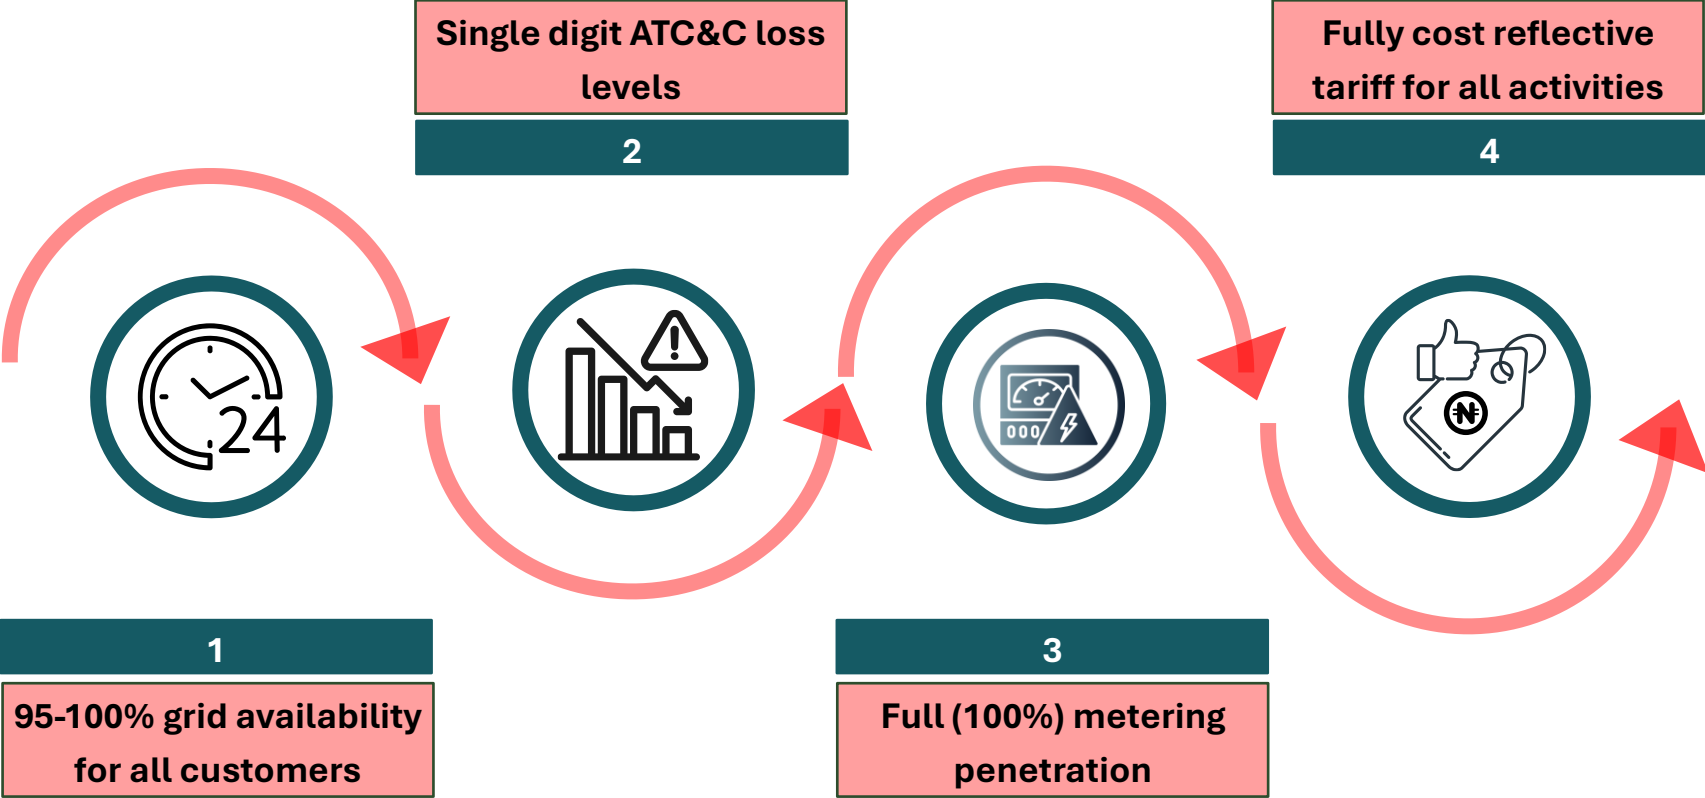 Single digit ATC&C loss
levels
2
Fully cost reflective
tariff for all activities
4
24
000
N
1
95-100% grid availability
for all customers
3
Full (100%) metering
penetration